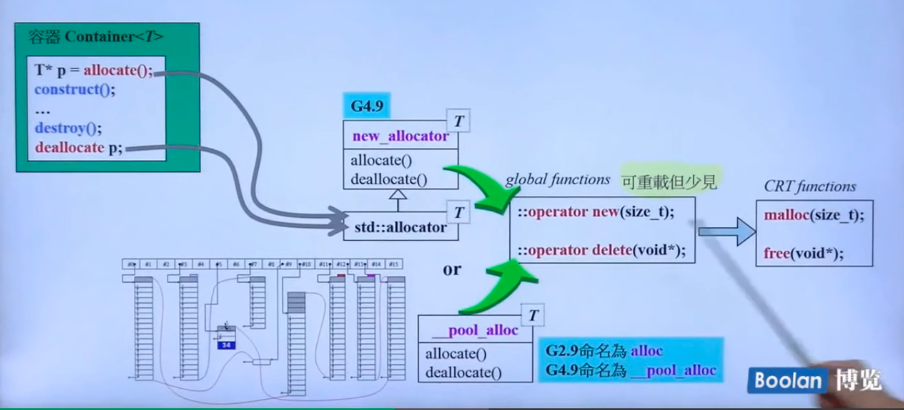 容器 Container<T>
T* p = allocate();
construct();
...
destroy();
deallocate p;
G4.9
T
new_allocator
allocate()
deallocate()
T
std::allocator
global functions 可重載但少見
::operator new(size_t);
::operator delete(void*);
CRT functions
malloc(size_t);
free(void*);
or
#0 #1 #2 #3 #4 #5 #6 #7 #8 #9 #10 #11 #12 #13 #14 #15
T
__pool_alloc
allocate()
deallocate()
G2.9命名為 alloc
G4.9命名為 __pool_alloc
Boolan 博览